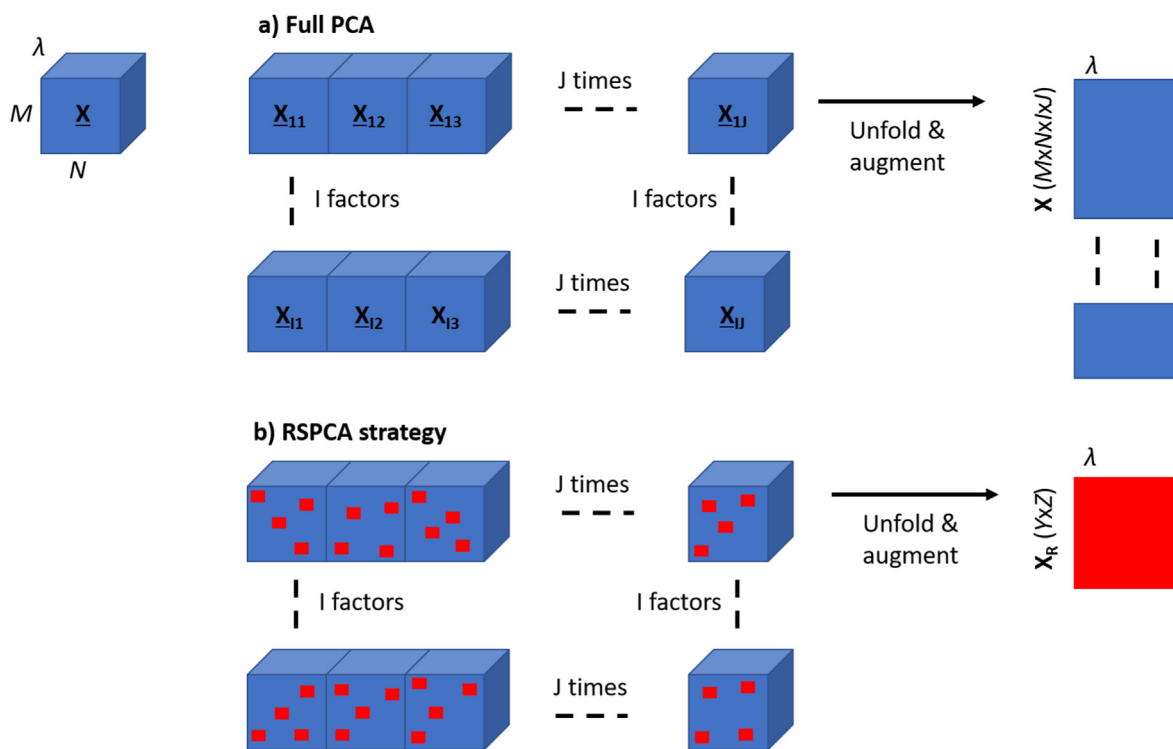 a) Full PCA
λ
M
X
N
X11 X12 X13
J times
X1J
Unfold &
augment
λ
X (MxNxIxJ)
I factors
I factors
XI1 XI2 XI3
J times
XIJ
b) RSPCA strategy
J times
Unfold &
augment
λ
XR (YxZ)
I factors
I factors
J times